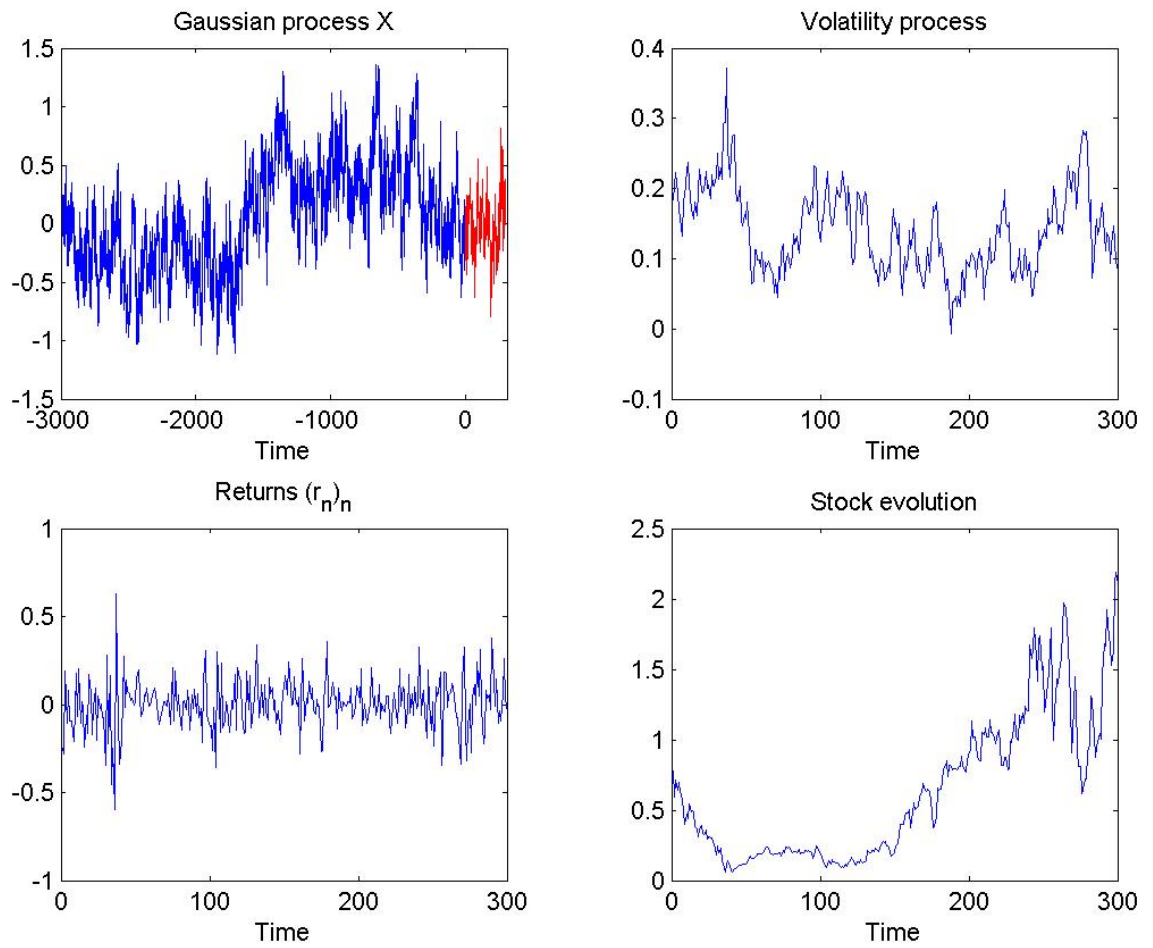 Gaussian process X
1.5
1
0.5
0
-0.5
-1
-1.5
-3000 -2000 -1000 0
Time
Volatility process
0.4
0.3
0.2
0.1
0
-0.1
0 100 200 300
Time
Returns (r_n)_n
1
0.5
0
-0.5
-1
0 100 200 300
Time
Stock evolution
2.5
2
1.5
1
0.5
0
0 100 200 300
Time